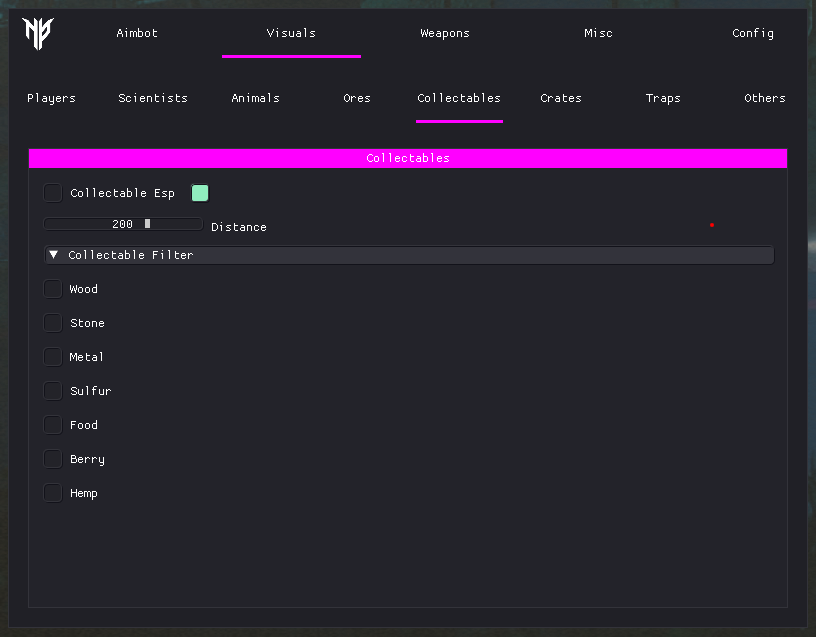 Aimbot Visuals Weapons Misc Config
Players Scientists Animals Ores Collectables Crates Traps Others
Collectables
Collectable Esp
200 Distance
Collectable Filter
Wood
Stone
Metal
Sulfur
Food
Berry
Hemp